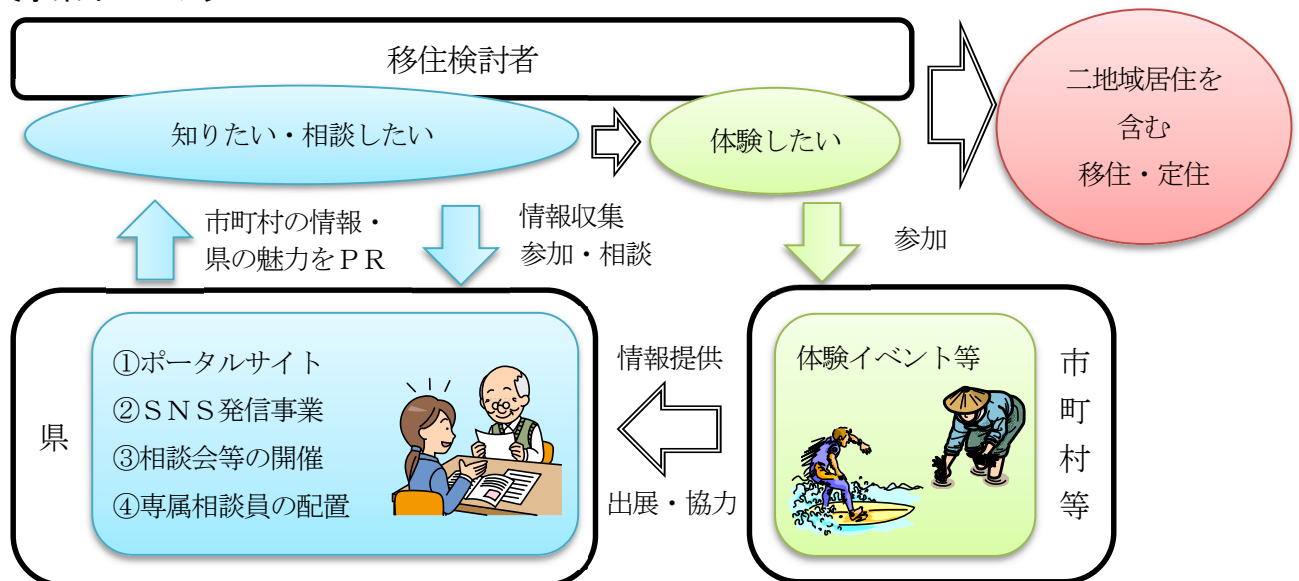 移住検討者
知りたい・相談したい
体験したい
二地域居住を
含む
移住・定住
市町村の情報・
県の魅力をＰＲ
情報収集
参加・相談
参加
県
①ポータルサイト
②ＳＮＳ発信事業
③相談会等の開催
④専属相談員の配置
情報提供
出展・協力
体験イベント等
市町村等